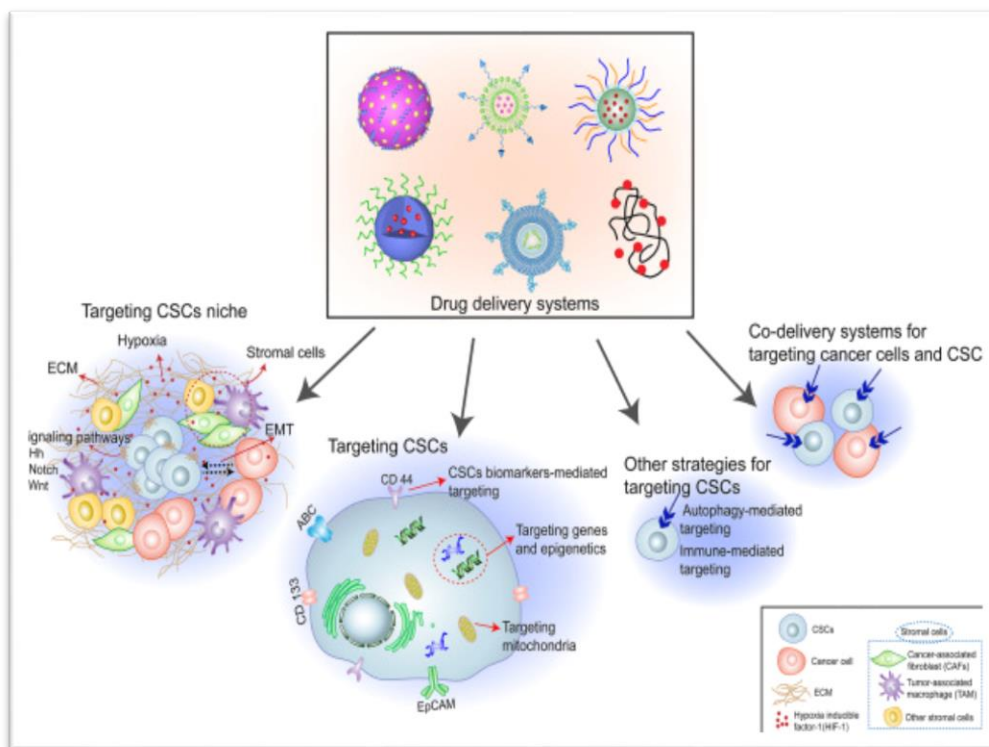 Drug delivery systems
Targeting CSCs niche
Hypoxia
ECM
Stromal cells
ignaling pathways
Hh
Notch
Wnt
EMT
Targeting CSCs
CD 44
CSCs biomarkers-mediated
targeting
ABC
Targeting genes
and epigenetics
CD 133
Targeting
mitochondria
EpCAM
Other strategies for
targeting CSCs
Autophagy-mediated
targeting
Immune-mediated
targeting
Co-delivery systems for
targeting cancer cells and CSC
CSCs
Cancer cell
ECM
Hypoxia inducible
factor-1(HIF-1)
Stromal cells
Cancer-associated
fibroblast (CAFs)
Tumor-associated
macrophage (TAM)
Other stromal cells